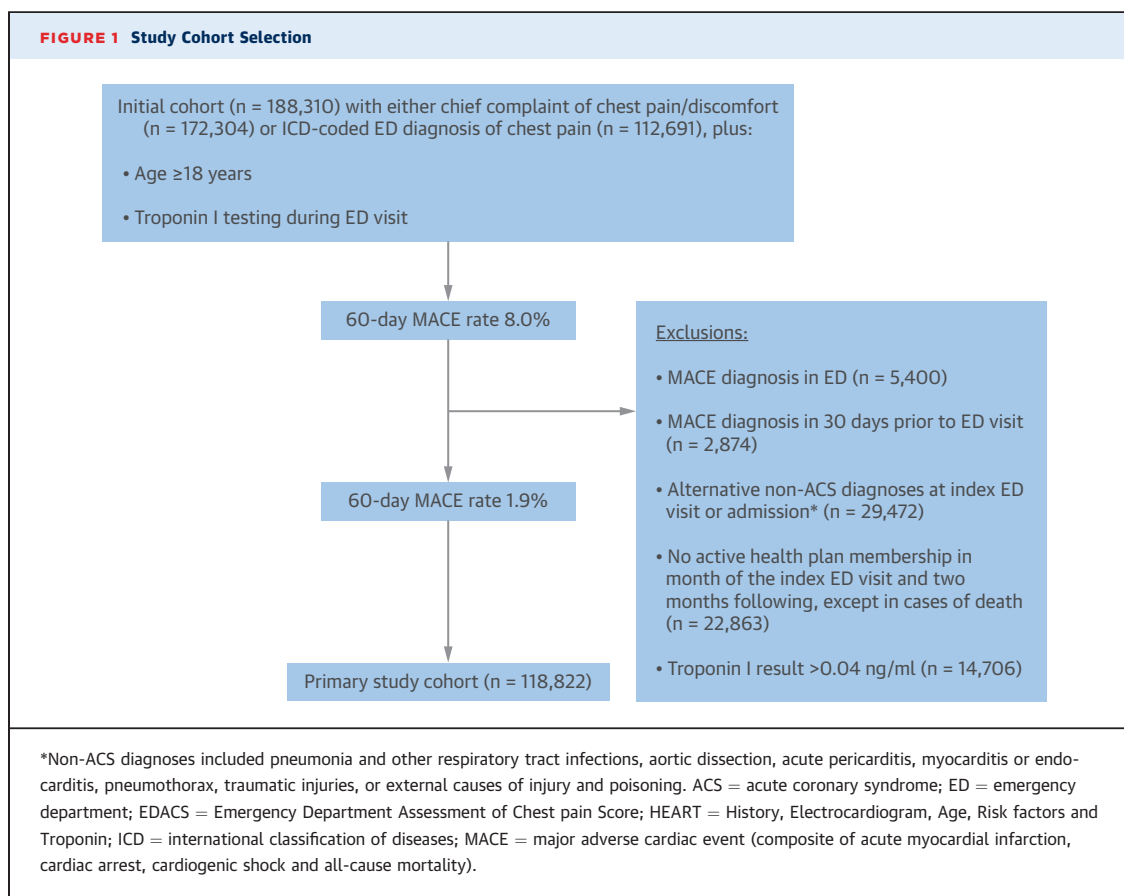 FIGURE 1 Study Cohort Selection
Initial cohort (n = 188,310) with either chief complaint of chest pain/discomfort
(n = 172,304) or ICD-coded ED diagnosis of chest pain (n = 112,691), plus:
• Age ≥18 years
• Troponin I testing during ED visit
60-day MACE rate 8.0%
Exclusions:
• MACE diagnosis in ED (n = 5,400)
• MACE diagnosis in 30 days prior to ED visit
(n = 2,874)
• Alternative non-ACS diagnoses at index ED
visit or admission* (n = 29,472)
• No active health plan membership in
month of the index ED visit and two
months following, except in cases of death
(n = 22,863)
• Troponin I result >0.04 ng/ml (n = 14,706)
60-day MACE rate 1.9%
Primary study cohort (n = 118,822)
*Non-ACS diagnoses included pneumonia and other respiratory tract infections, aortic dissection, acute pericarditis, myocarditis or endo-
carditis, pneumothorax, traumatic injuries, or external causes of injury and poisoning. ACS = acute coronary syndrome; ED = emergency
department; EDACS = Emergency Department Assessment of Chest pain Score; HEART = History, Electrocardiogram, Age, Risk factors and
Troponin; ICD = international classification of diseases; MACE = major adverse cardiac event (composite of acute myocardial infarction,
cardiac arrest, cardiogenic shock and all-cause mortality).